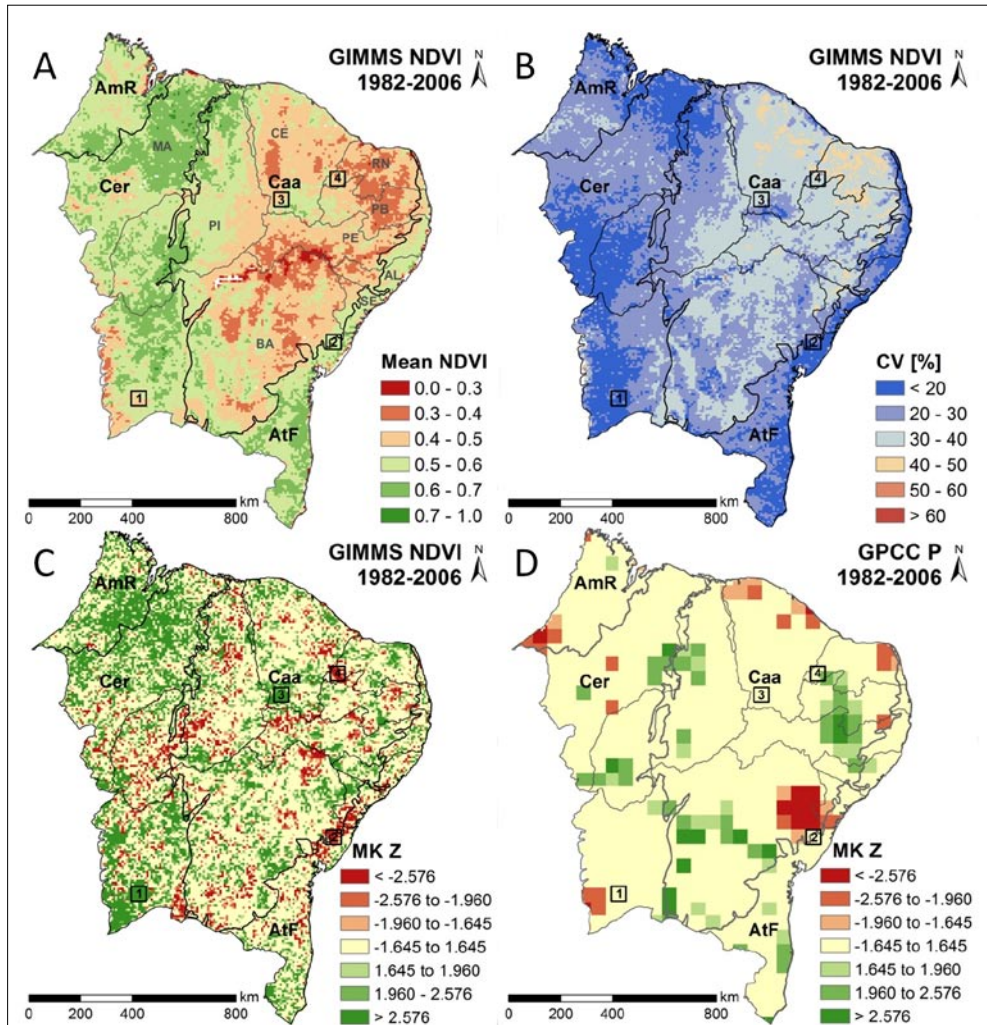 A
GIMMS NDVI
1982-2006
N
AmR
MA
CE
RN
Cer
Caa
4
3
PB
PI
PE
AL
SE
BA
2
1
AtF
Mean NDVI
0.0 - 0.3
0.3 - 0.4
0.4 - 0.5
0.5 - 0.6
0.6 - 0.7
0.7 - 1.0
km
0 200 400 800
B
GIMMS NDVI
1982-2006
N
AmR
Cer
Caa
4
3
2
1
AtF
CV [%]
< 20
20 - 30
30 - 40
40 - 50
50 - 60
> 60
km
0 200 400 800
C
GIMMS NDVI
1982-2006
N
AmR
Cer
Caa
4
3
2
1
AtF
MK Z
< -2.576
-2.576 to -1.960
-1.960 to -1.645
-1.645 to 1.645
1.645 to 1.960
1.960 - 2.576
> 2.576
km
0 200 400 800
D
GPCC P
1982-2006
N
AmR
Cer
Caa
4
3
2
1
AtF
MK Z
< -2.576
-2.576 to -1.960
-1.960 to -1.645
-1.645 to 1.645
1.645 to 1.960
1.960 to 2.576
> 2.576
km
0 200 400 800